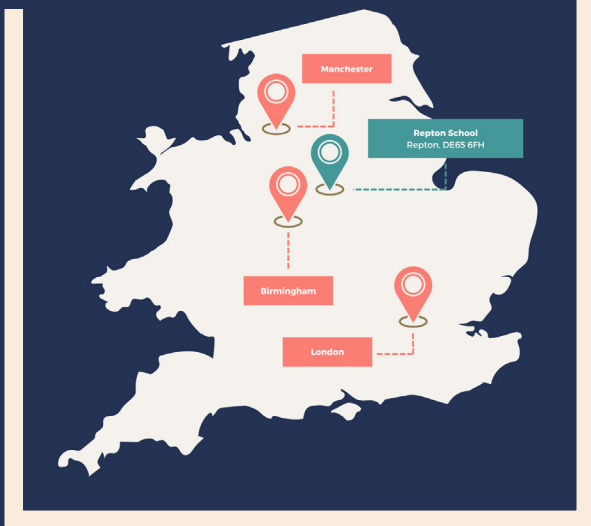 Manchester
Repton School
Repton, DE65 6FH
Birmingham
London